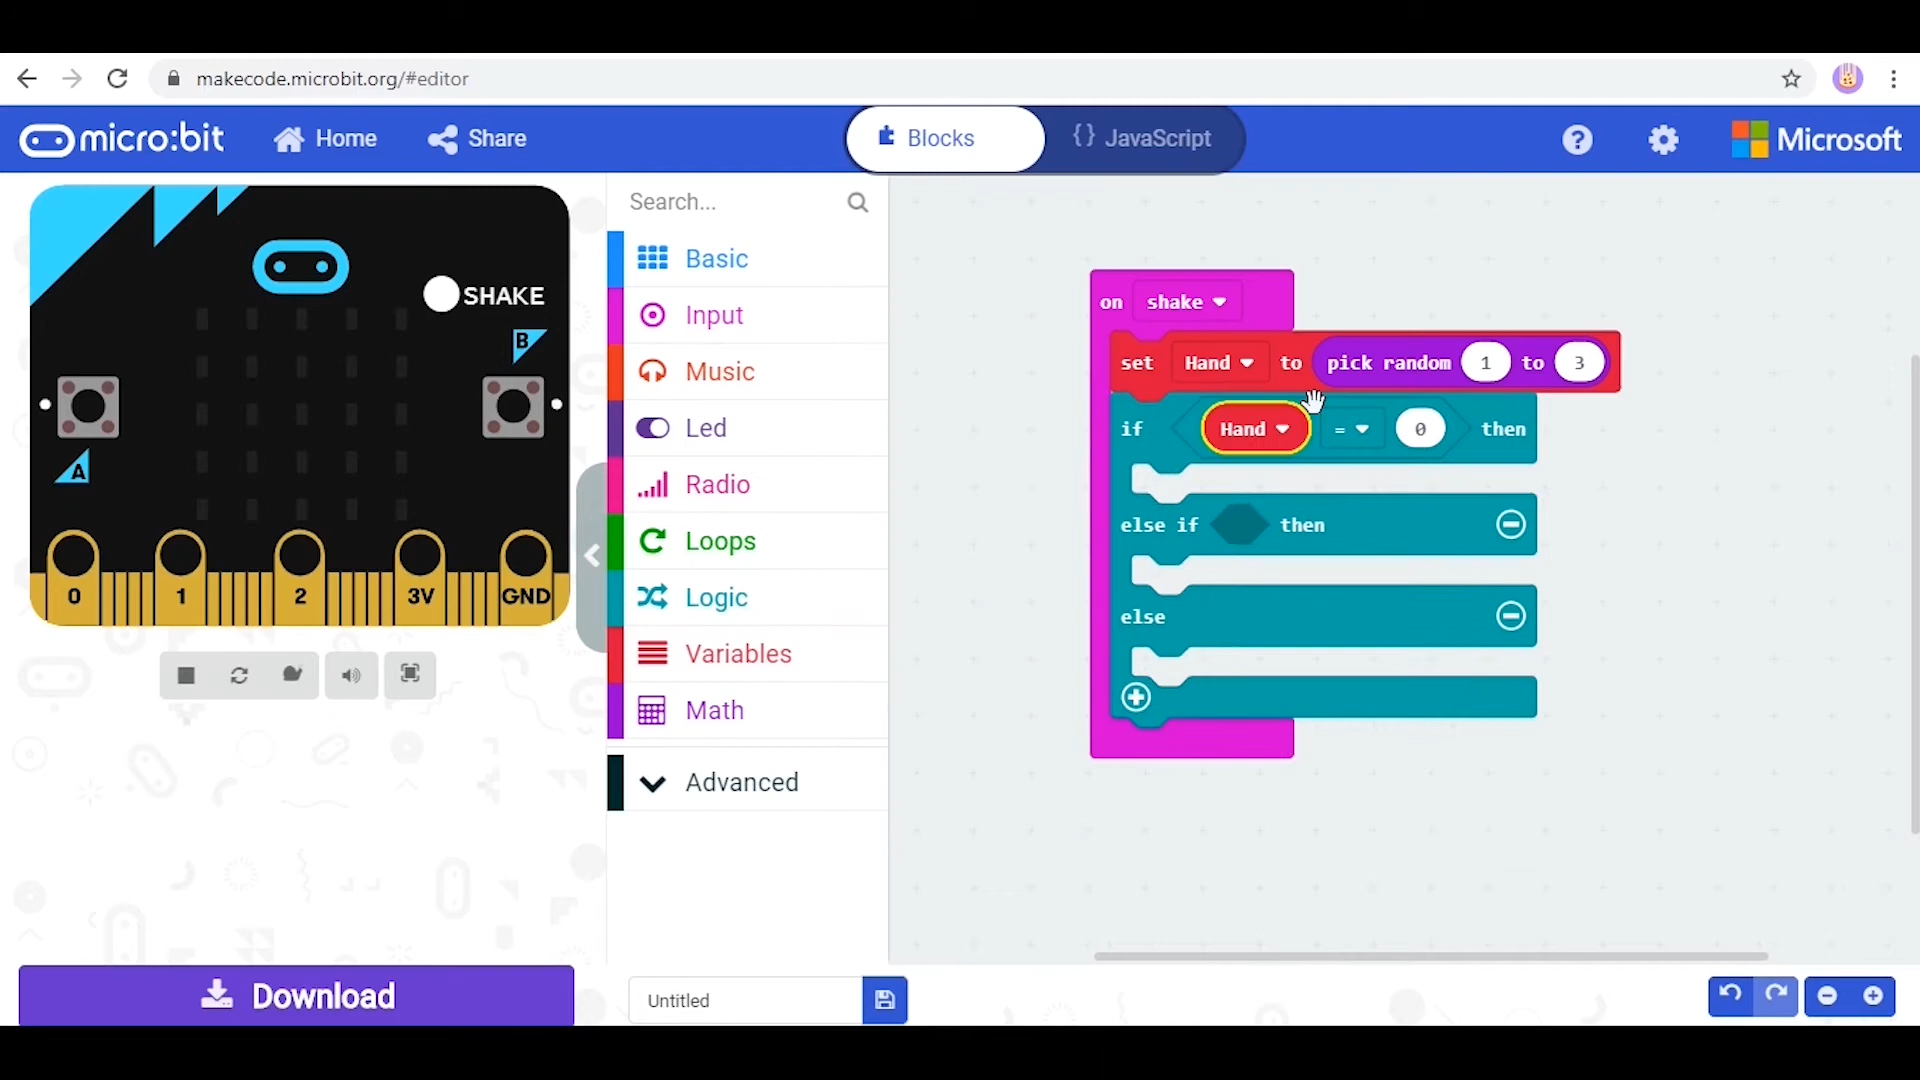 makecode.microbit.org/#editor
micro:bit
Home
Share
Blocks
{} JavaScript
?
Microsoft
SHAKE
B
A
0
1
2
3V
GND
Search...
Basic
Input
Music
Led
Radio
Loops
Logic
Variables
Math
Advanced
on shake
set Hand to pick random 1 to 3
if Hand = 0 then
else if then
else
Download
Untitled